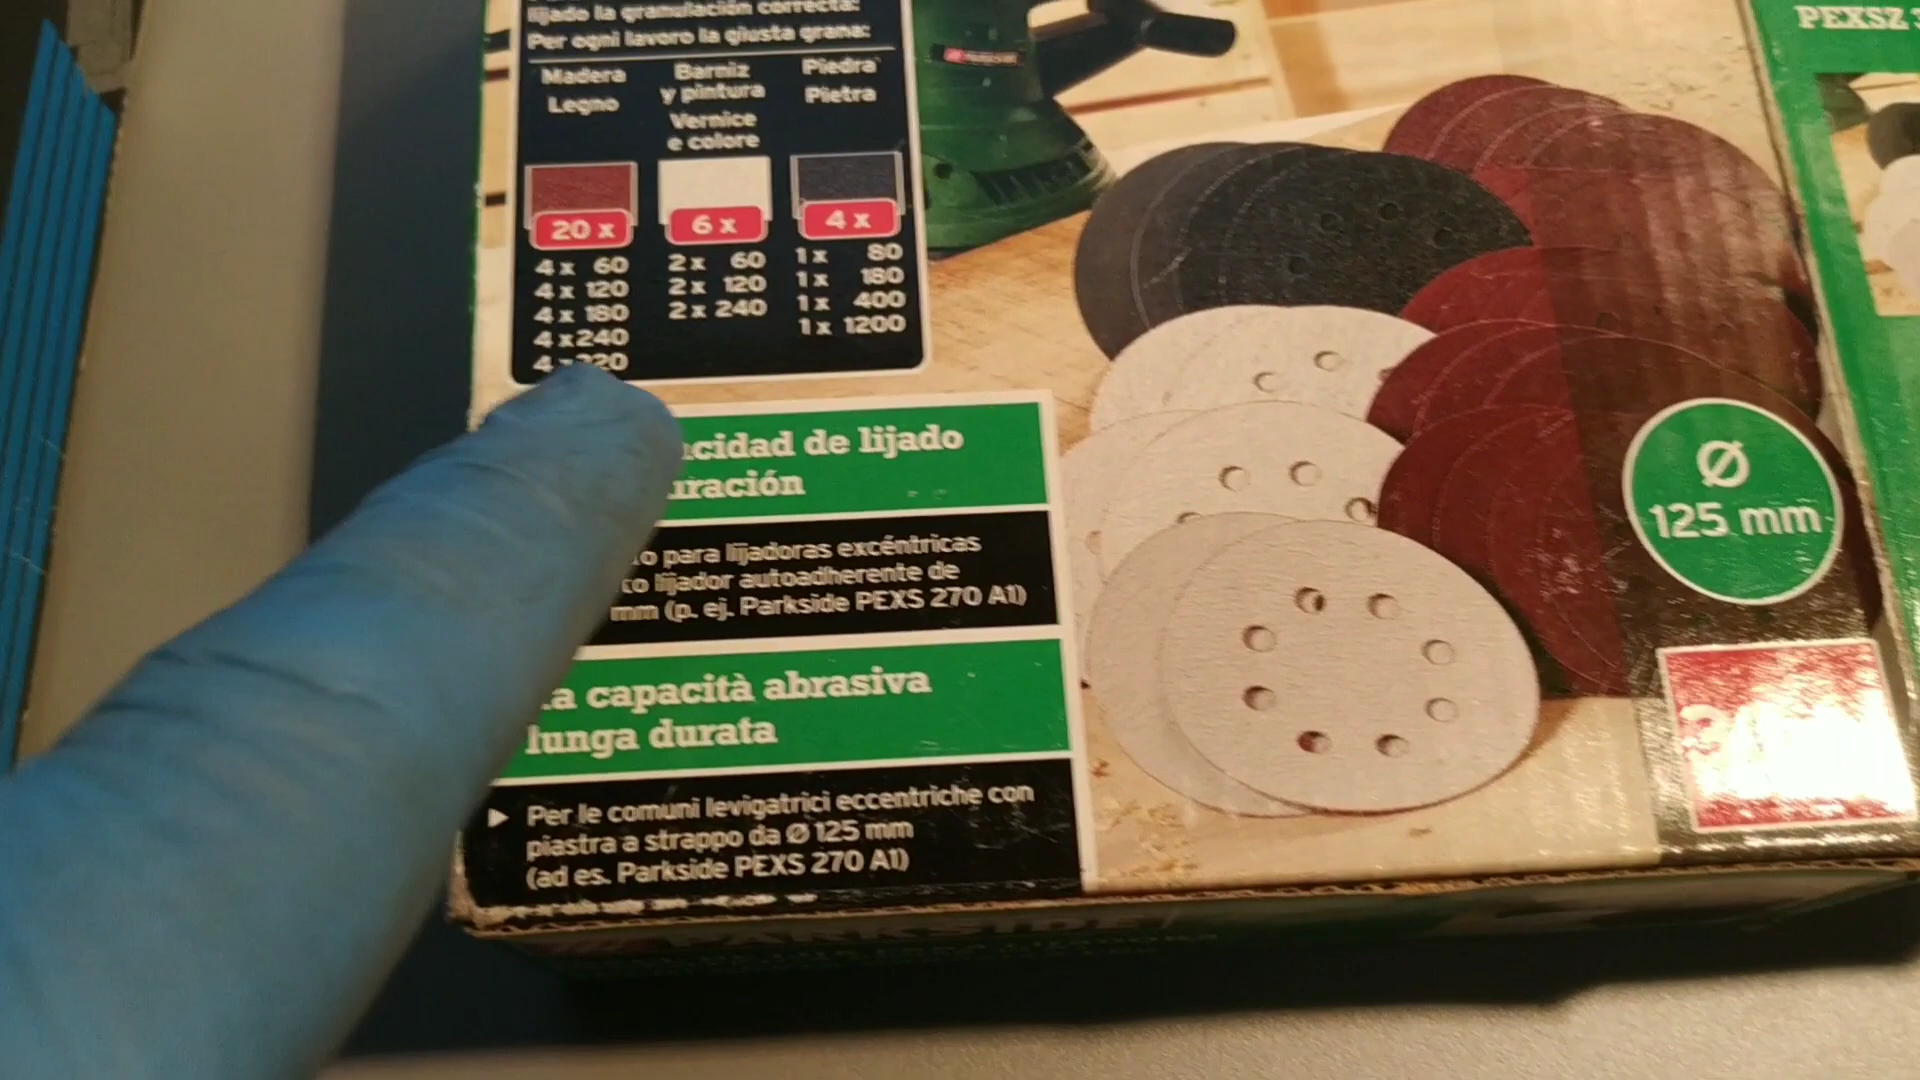 lijado la granulación correcta:
Per ogni lavoro la giusta grana:
Madera
Legno
Barniz
y pintura
Vernice
e colore
Piedra
Pietra
20 x
6 x
4 x
4 x 60
4 x 120
4 x 180
4 x 240
2 x 60
2 x 120
2 x 240
1 x 80
1 x 180
1 x 400
1 x 1200
de lijado
para lijadoras excéntricas
lijador autoadherente de
mm (p. ej. Parkside PEXS 270 A1)
capacità abrasiva
lunga durata
Per le comuni levigatrici eccentriche con
piastra a strappo da Ø 125 mm
(ad es. Parkside PEXS 270 A1)
Ø
125 mm
PEXSZ